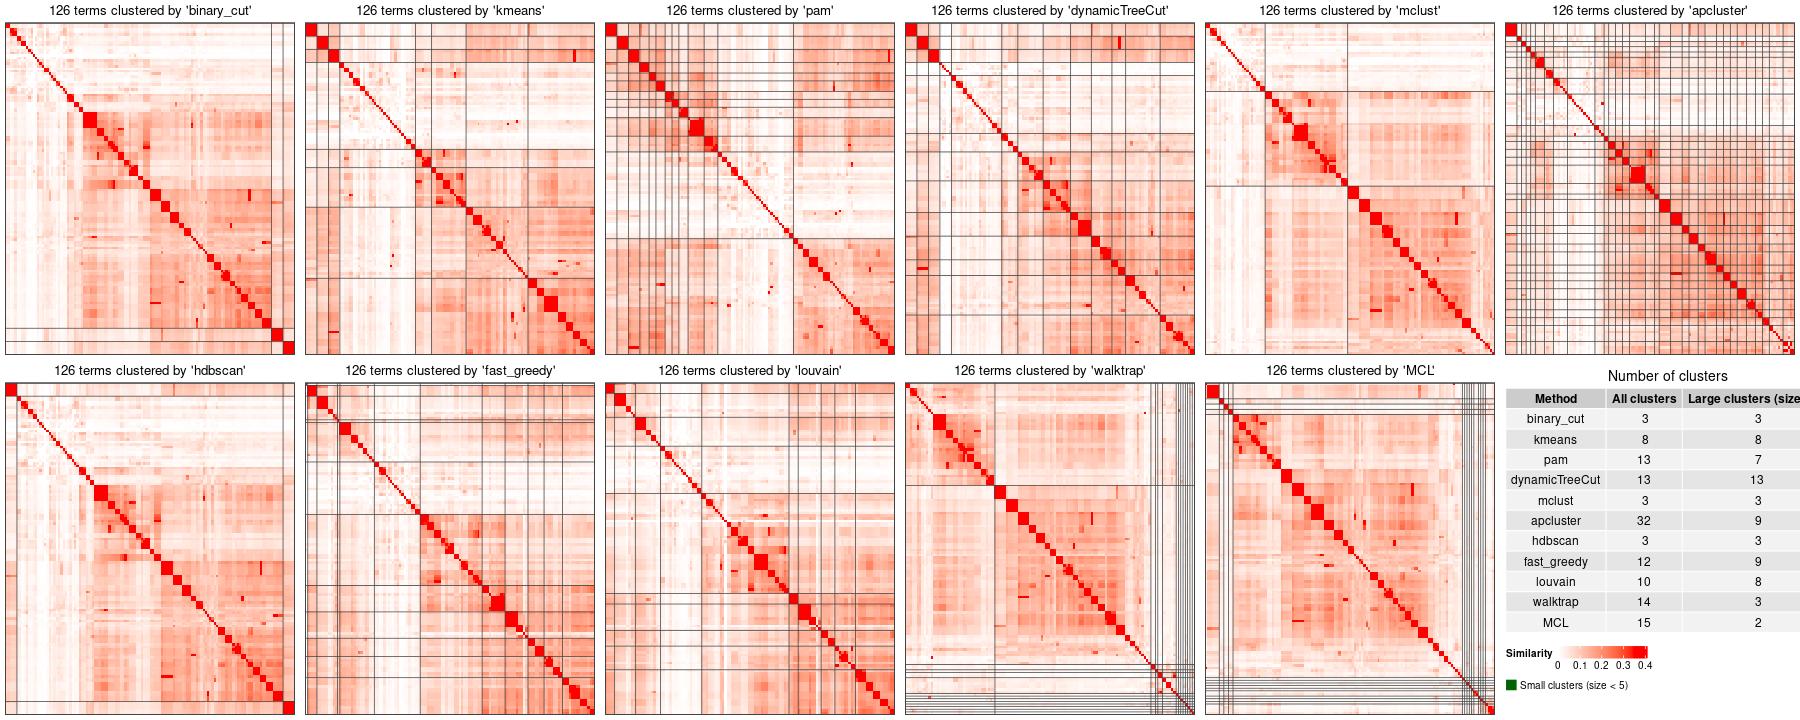 126 terms clustered by 'binary_cut'
126 terms clustered by 'kmeans'
126 terms clustered by 'pam'
126 terms clustered by 'dynamicTreeCut'
126 terms clustered by 'mclust'
126 terms clustered by 'apcluster'
126 terms clustered by 'hdbscan'
126 terms clustered by 'fast_greedy'
126 terms clustered by 'louvain'
126 terms clustered by 'walktrap'
126 terms clustered by 'MCL'
Number of clusters
Method All clusters Large clusters (size
binary_cut 3 3
kmeans 8 8
pam 13 7
dynamicTreeCut 13 13
mclust 3 3
apcluster 32 9
hdbscan 3 3
fast_greedy 12 9
louvain 10 8
walktrap 14 3
MCL 15 2
Similarity
0 0.1 0.2 0.3 0.4
Small clusters (size < 5)